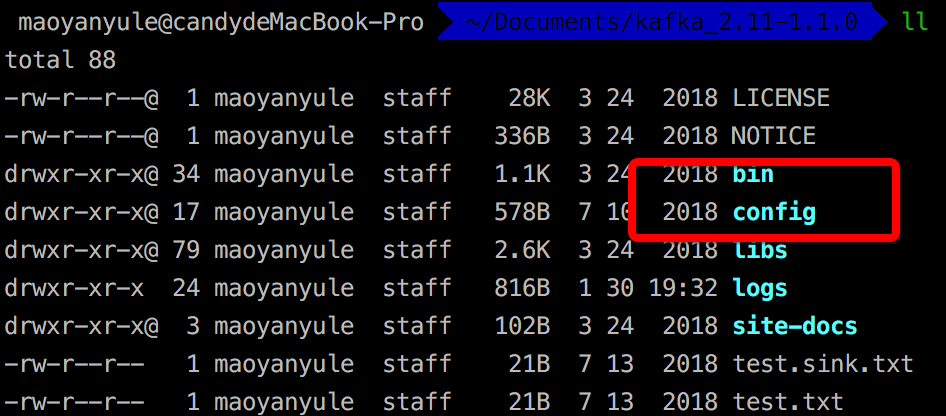 maoyanyule@candydeMacBook-Pro ~/Documents/kafka_2.11-1.1.0 ll
total 88
-rw-r--r--@ 1 maoyanyule staff 28K 3 24 2018 LICENSE
-rw-r--r--@ 1 maoyanyule staff 336B 3 24 2018 NOTICE
drwxr-xr-x@ 34 maoyanyule staff 1.1K 3 24 2018 bin
drwxr-xr-x@ 17 maoyanyule staff 578B 7 10 2018 config
drwxr-xr-x@ 79 maoyanyule staff 2.6K 3 24 2018 libs
drwxr-xr-x 24 maoyanyule staff 816B 1 30 19:32 logs
drwxr-xr-x@ 3 maoyanyule staff 102B 3 24 2018 site-docs
-rw-r--r-- 1 maoyanyule staff 21B 7 13 2018 test.sink.txt
-rw-r--r-- 1 maoyanyule staff 21B 7 13 2018 test.txt